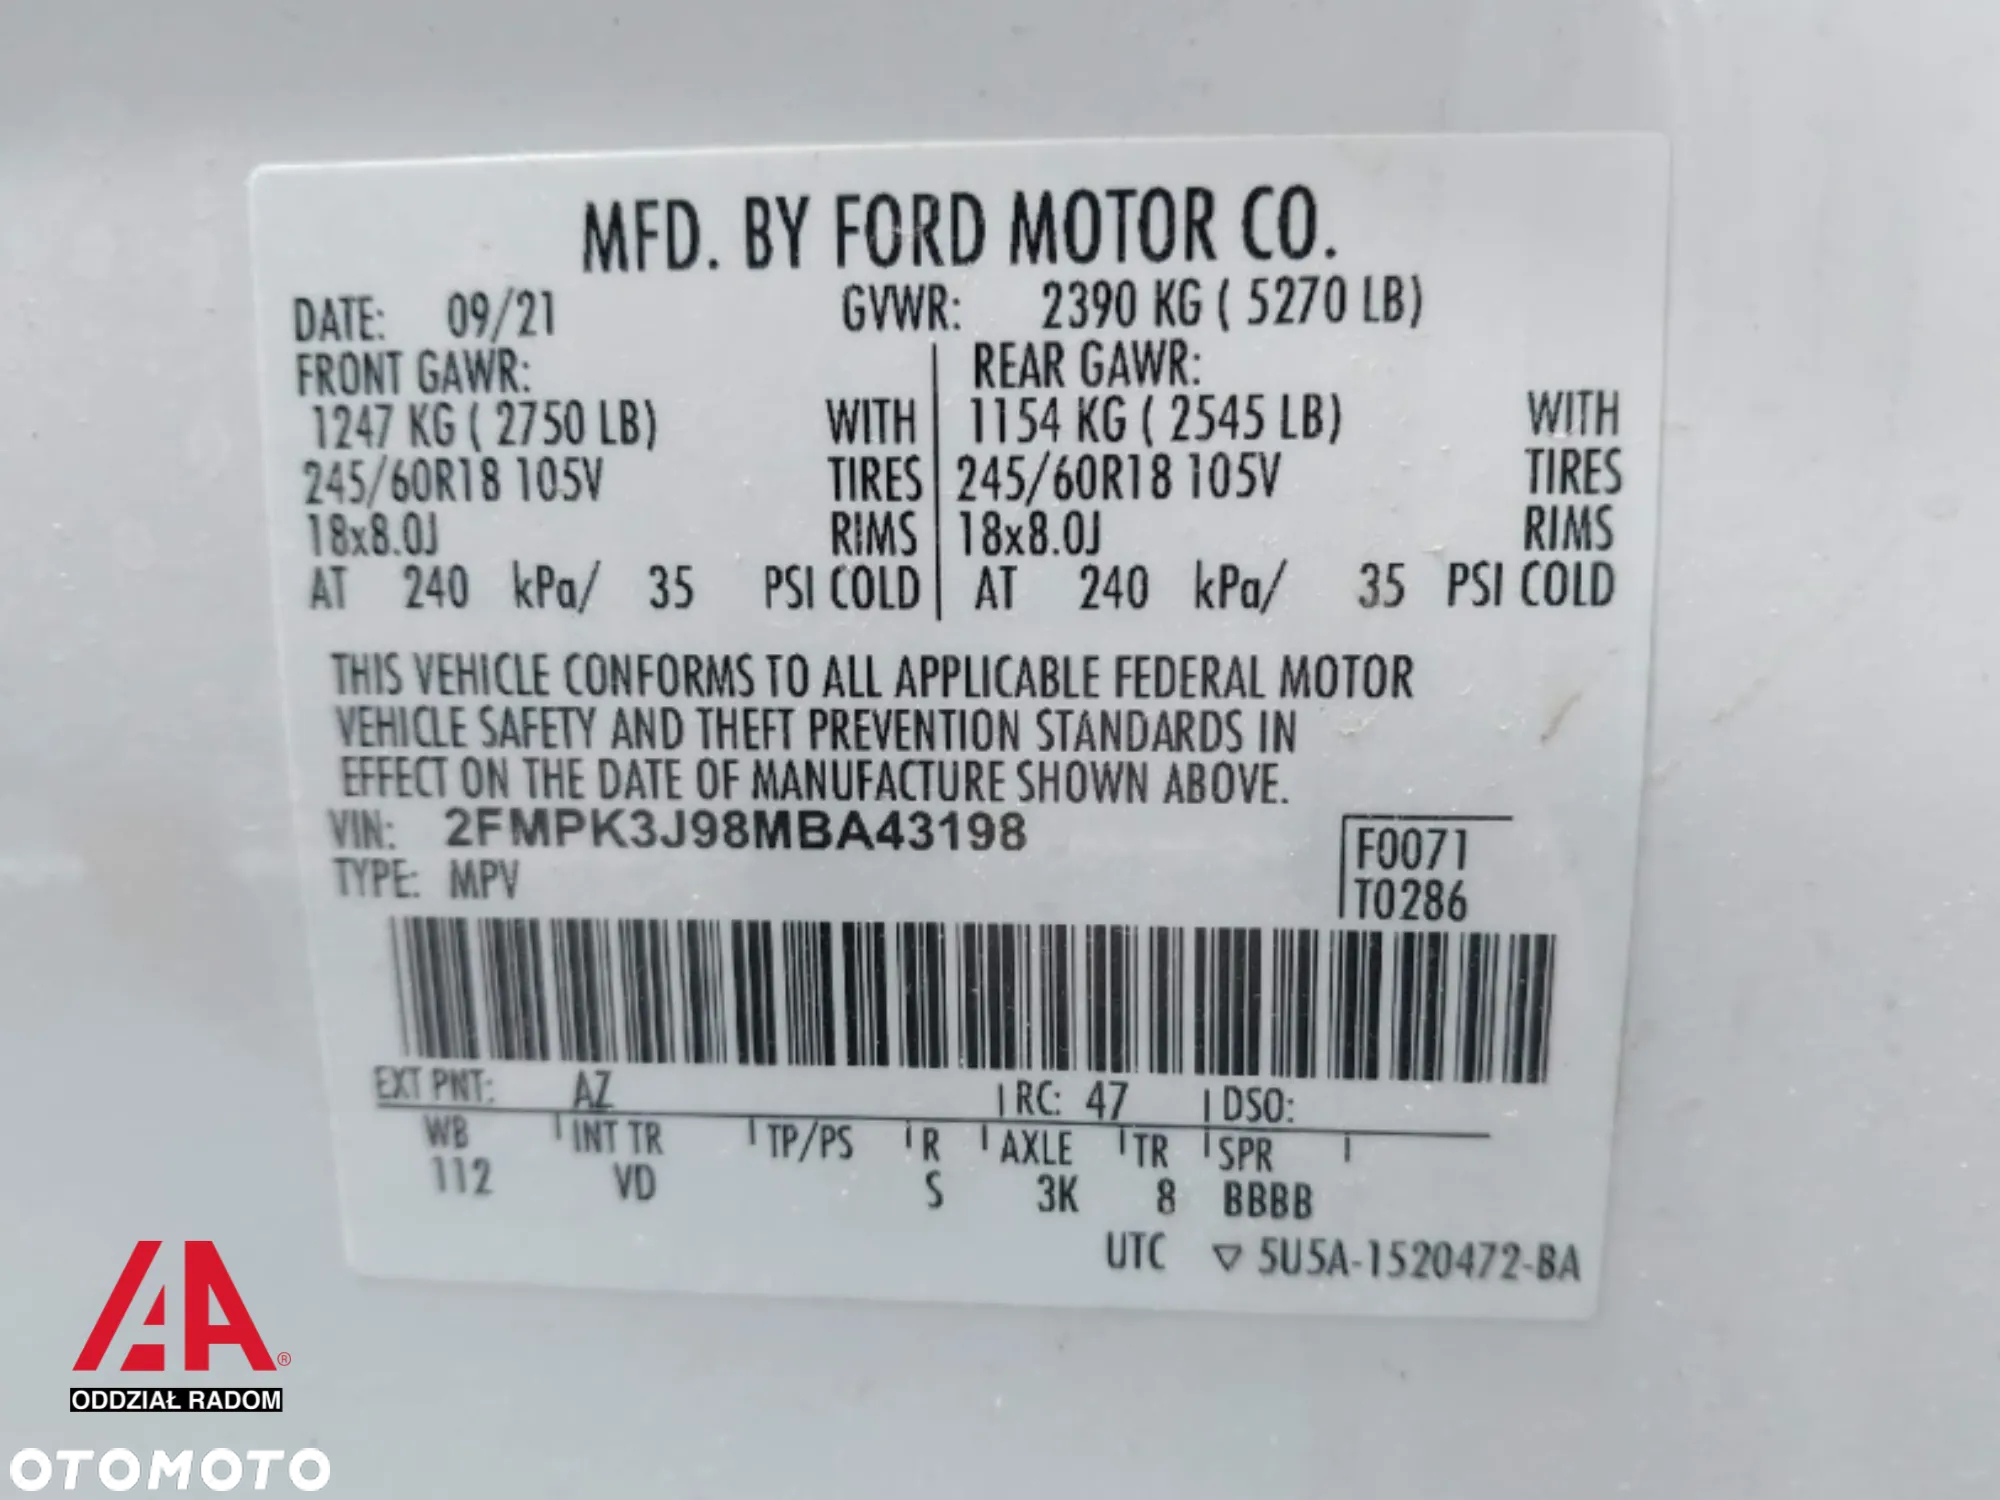 MFD. BY FORD MOTOR CO.
DATE: 09/21 GVWR: 2390 KG ( 5270 LB)
FRONT GAWR: REAR GAWR:
1247 KG ( 2750 LB) WITH 1154 KG ( 2545 LB) WITH
245/60R18 105V TIRES 245/60R18 105V TIRES
18x8.0J RIMS 18x8.0J RIMS
AT 240 kPa/ 35 PSI COLD AT 240 kPa/ 35 PSI COLD
THIS VEHICLE CONFORMS TO ALL APPLICABLE FEDERAL MOTOR
VEHICLE SAFETY AND THEFT PREVENTION STANDARDS IN
EFFECT ON THE DATE OF MANUFACTURE SHOWN ABOVE.
VIN: 2FMPK3J98MBA43198 F0071
TYPE: MPV T0286
EXT PNT: AZ RC: 47 DSO:
WB INT TR TP/PS R AXLE TR SPR
112 VD S 3K 8 BBBB
UTC ▽ 5U5A-1520472-BA
AA®
ODDZIAŁ RADOM
OTOMOTO